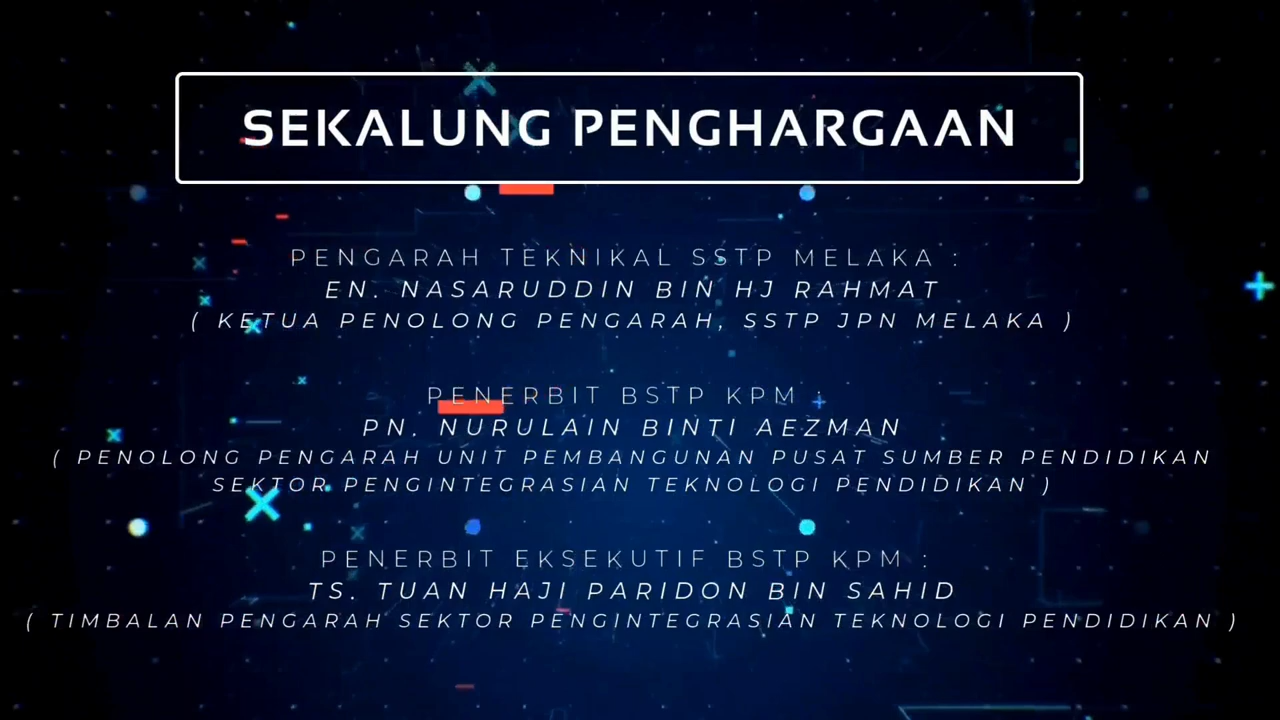 SEKALUNG PENGHARGAAN
PENGARAH TEKNIKAL SSTP MELAKA :
EN. NASARUDDIN BIN HJ RAHMAT
( KETUA PENOLONG PENGARAH, SSTP JPN MELAKA )
PENERBIT BSTP KPM :
PN. NURULAIN BINTI AEZMAN
( PENOLONG PENGARAH UNIT PEMBANGUNAN PUSAT SUMBER PENDIDIKAN
SEKTOR PENGINTEGRASIAN TEKNOLOGI PENDIDIKAN )
PENERBIT EKSEKUTIF BSTP KPM :
TS. TUAN HAJI PARIDON BIN SAHID
( TIMBALAN PENGARAH SEKTOR PENGINTEGRASIAN TEKNOLOGI PENDIDIKAN )